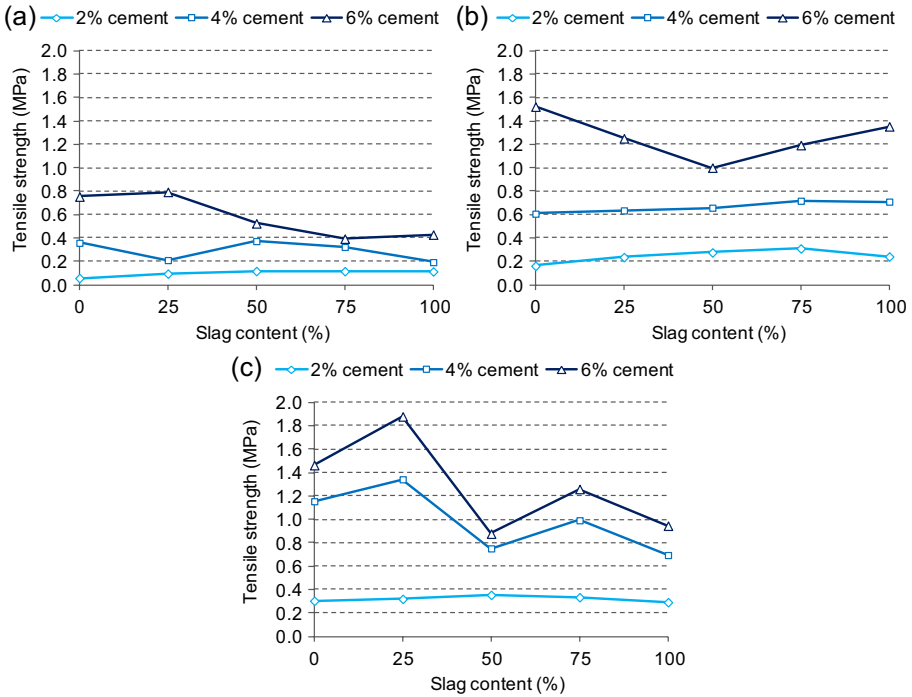 (a) 2% cement 4% cement 6% cement
2.0
1.8
1.6
1.4
1.2
1.0
0.8
0.6
0.4
0.2
0.0
Tensile strength (MPa)
0 25 50 75 100
Slag content (%)
(b) 2% cement 4% cement 6% cement
2.0
1.8
1.6
1.4
1.2
1.0
0.8
0.6
0.4
0.2
0.0
Tensile strength (MPa)
0 25 50 75 100
Slag content (%)
(c) 2% cement 4% cement 6% cement
2.0
1.8
1.6
1.4
1.2
1.0
0.8
0.6
0.4
0.2
0.0
Tensile strength (MPa)
0 25 50 75 100
Slag content (%)